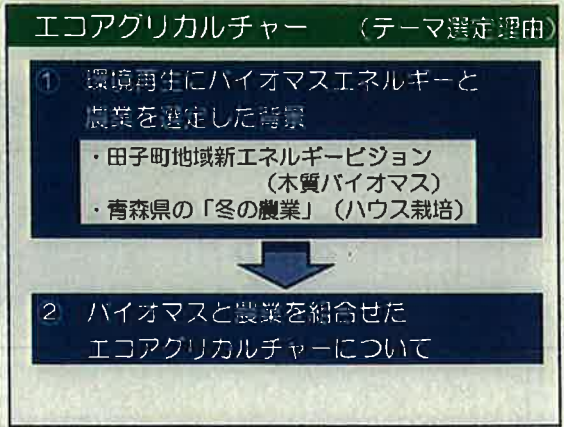 エコアグリカルチャー　（テーマ選定理由）
① 環境再生にバイオマスエネルギーと
農業を選定した背景
・田子町地域新エネルギービジョン
（木質バイオマス）
・青森県の「冬の農業」（ハウス栽培）
② バイオマスと農業を組合せた
エコアグリカルチャーについて